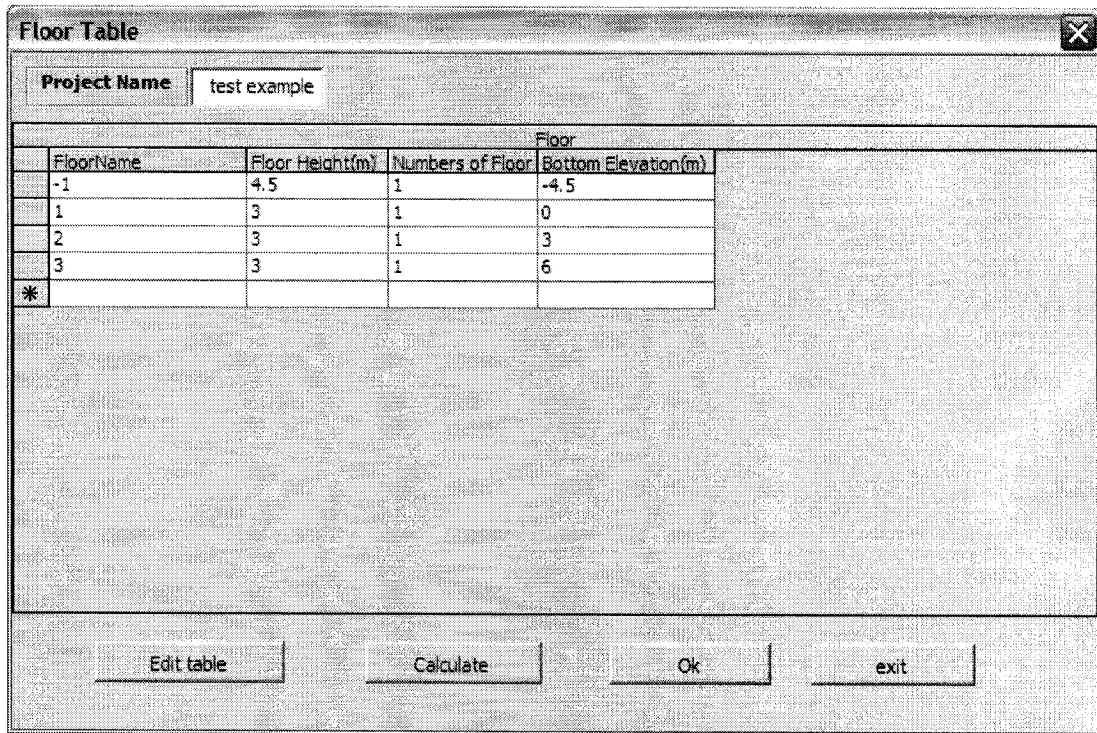 Floor Table
Project Name test example
Floor
FloorName Floor Height(m) Numbers of Floor Bottom Elevation(m)
-1 4.5 1 -4.5
1 3 1 0
2 3 1 3
3 3 1 6
*
Edit table Calculate Ok exit